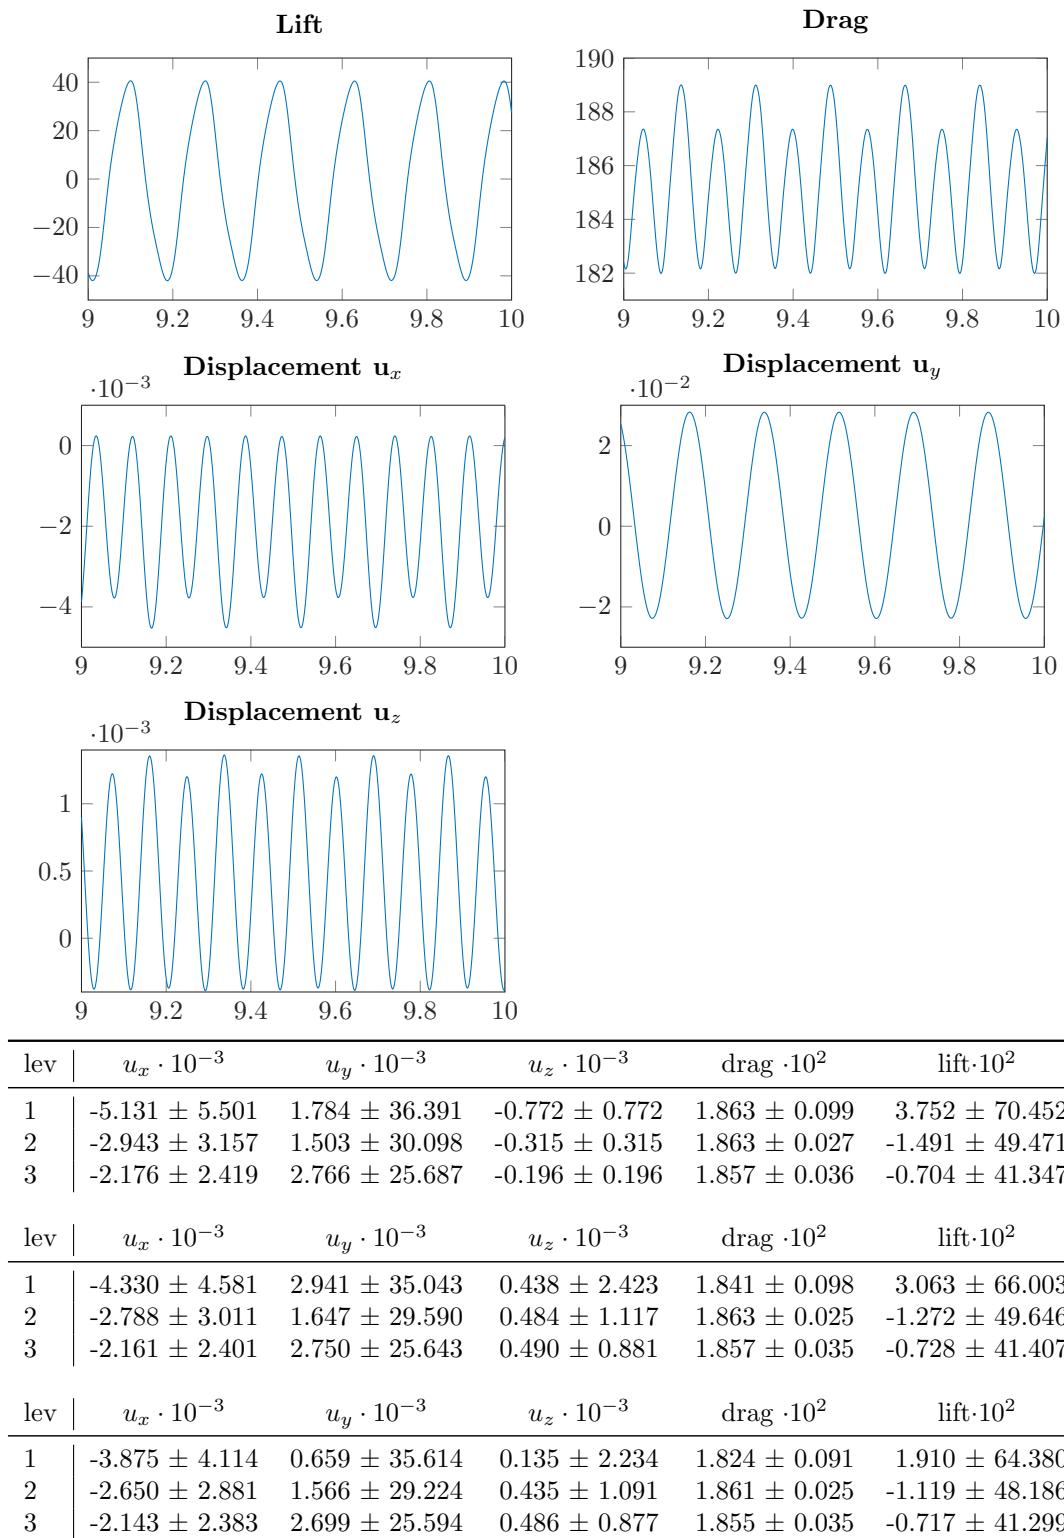 Lift
40
20
0
−20
−40
9 9.2 9.4 9.6 9.8 10
Drag
190
188
186
184
182
9 9.2 9.4 9.6 9.8 10
Displacement u_x
·10⁻³
0
−2
−4
9 9.2 9.4 9.6 9.8 10
Displacement u_y
·10⁻²
2
0
−2
9 9.2 9.4 9.6 9.8 10
Displacement u_z
·10⁻³
1
0.5
0
9 9.2 9.4 9.6 9.8 10
lev u_x · 10⁻³ u_y · 10⁻³ u_z · 10⁻³ drag ·10² lift·10²
1 -5.131 ± 5.501 1.784 ± 36.391 -0.772 ± 0.772 1.863 ± 0.099 3.752 ± 70.452
2 -2.943 ± 3.157 1.503 ± 30.098 -0.315 ± 0.315 1.863 ± 0.027 -1.491 ± 49.471
3 -2.176 ± 2.419 2.766 ± 25.687 -0.196 ± 0.196 1.857 ± 0.036 -0.704 ± 41.347
lev u_x · 10⁻³ u_y · 10⁻³ u_z · 10⁻³ drag ·10² lift·10²
1 -4.330 ± 4.581 2.941 ± 35.043 0.438 ± 2.423 1.841 ± 0.098 3.063 ± 66.003
2 -2.788 ± 3.011 1.647 ± 29.590 0.484 ± 1.117 1.863 ± 0.025 -1.272 ± 49.646
3 -2.161 ± 2.401 2.750 ± 25.643 0.490 ± 0.881 1.857 ± 0.035 -0.728 ± 41.407
lev u_x · 10⁻³ u_y · 10⁻³ u_z · 10⁻³ drag ·10² lift·10²
1 -3.875 ± 4.114 0.659 ± 35.614 0.135 ± 2.234 1.824 ± 0.091 1.910 ± 64.380
2 -2.650 ± 2.881 1.566 ± 29.224 0.435 ± 1.091 1.861 ± 0.025 -1.119 ± 48.186
3 -2.143 ± 2.383 2.699 ± 25.594 0.486 ± 0.877 1.855 ± 0.035 -0.717 ± 41.298